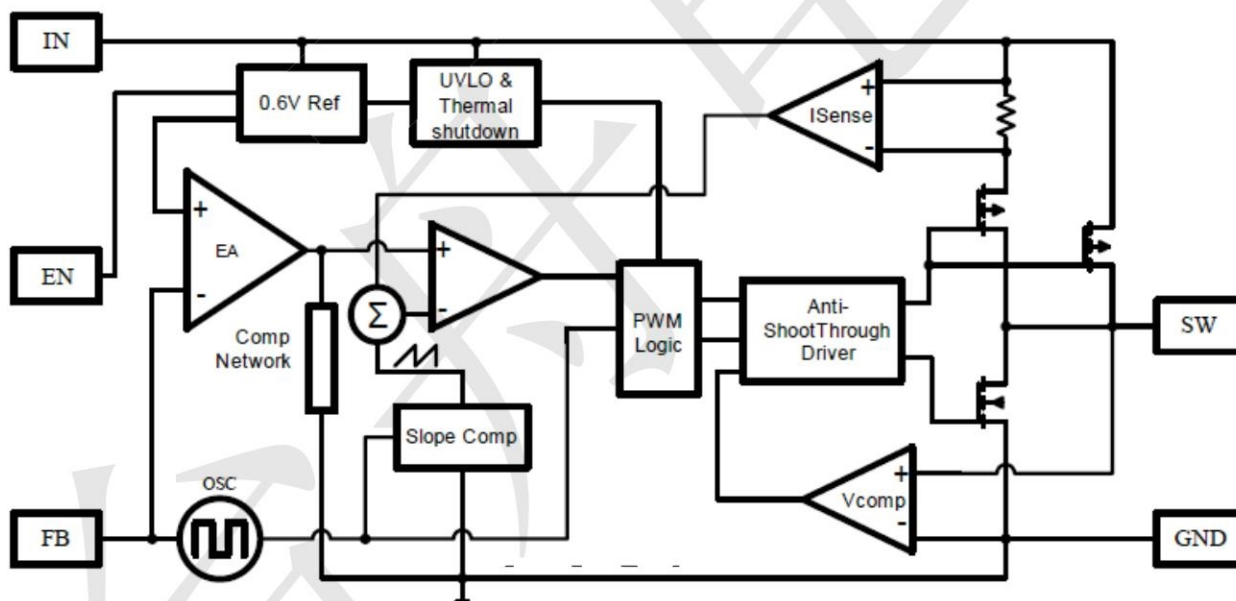 IN
0.6V Ref
UVLO &
Thermal
shutdown
+
ISense
-
+
EA
-
EN
+
-
Σ
Comp
Network
PWM
Logic
Anti-
ShootThrough
Driver
SW
Slope Comp
+
Vcomp
-
OSC
FB
GND